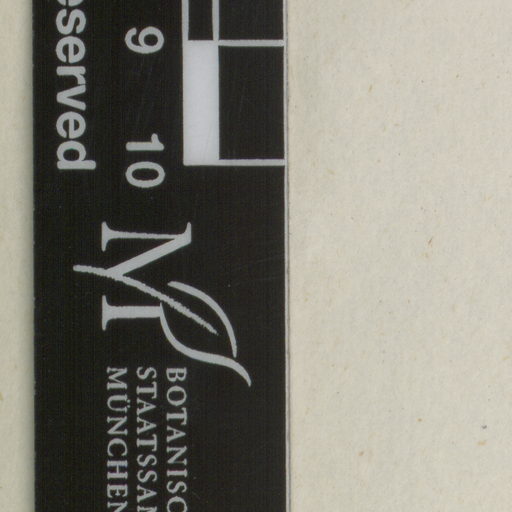 eserved
9 10
M
BOTANISC
STAATSSAM
MÜNCHEN